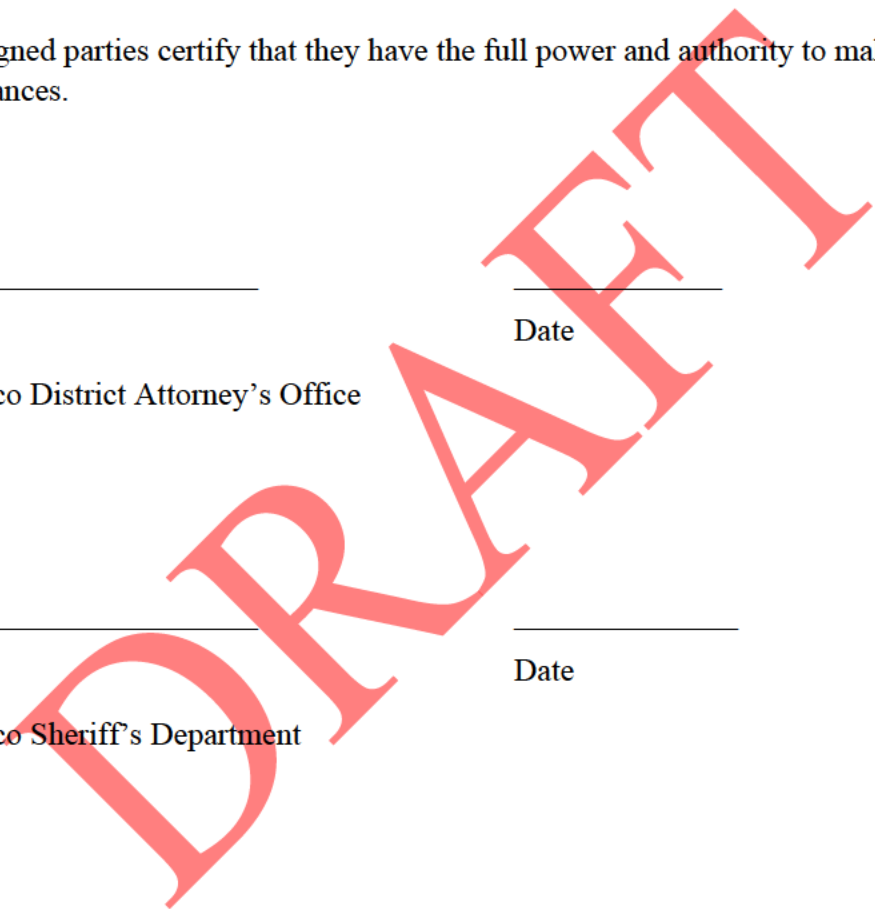 gned parties certify that they have the full power and authority to mal
ances.
Date
co District Attorney’s Office
Date
co Sheriff’s Department
DRAFT